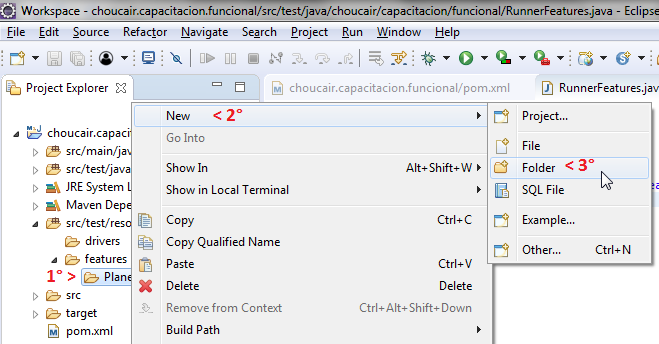 Workspace - choucair.capacitacion.funcional/src/test/java/choucair/capacitacion/funcional/RunnerFeatures.java - Eclipse
File Edit Source Refactor Navigate Search Project Run Window Help
Project Explorer
choucair.capacitacion.funcional/pom.xml
RunnerFeatures.java
New < 2°
Project...
Go Into
choucair.capa
File
src/main/jav
src/test/java
Show In Alt+Shift+W
Folder < 3°
JRE System L
Show in Local Terminal
SQL File
Maven Depe
src/test/reso
Copy Ctrl+C
Example...
drivers
Copy Qualified Name
features
Paste Ctrl+V
Other... Ctrl+N
1° > Plane
Delete Delete
src
Remove from Context Ctrl+Alt+Shift+Down
target
pom.xml
Build Path